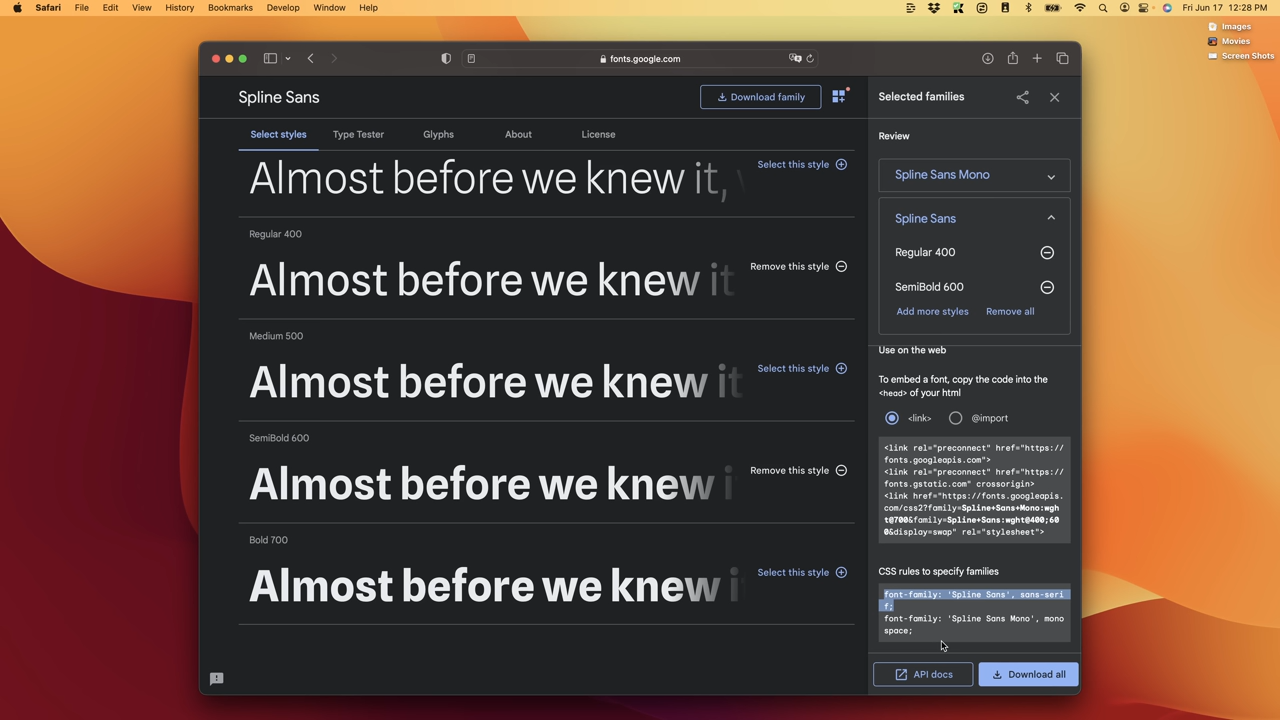 Safari File Edit View History Bookmarks Develop Window Help
Fri Jun 17 12:28 PM
Images
Movies
Screen Shots
fonts.google.com
Spline Sans
Download family
Select styles Type Tester Glyphs About License
Almost before we knew it,
Select this style
Regular 400
Almost before we knew it
Remove this style
Medium 500
Almost before we knew it
Select this style
SemiBold 600
Almost before we knew i
Remove this style
Bold 700
Almost before we knew i
Select this style
Selected families
Review
Spline Sans Mono
Spline Sans
Regular 400
SemiBold 600
Add more styles Remove all
Use on the web
To embed a font, copy the code into the
<head> of your html
<link> @import
<link rel="preconnect" href="https://
fonts.googleapis.com">
<link rel="preconnect" href="https://
fonts.gstatic.com" crossorigin>
<link href="https://fonts.googleapis.
com/css2?family=Spline+Sans+Mono:wgh
t@700&family=Spline+Sans:wght@400;60
0&display=swap" rel="stylesheet">
CSS rules to specify families
font-family: 'Spline Sans', sans-seri
f;
font-family: 'Spline Sans Mono', mono
space;
API docs
Download all